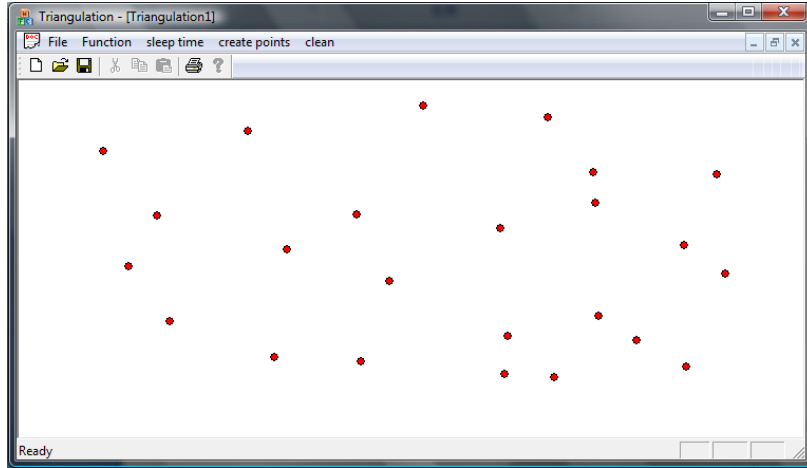 Triangulation - [Triangulation1]
File Function sleep time create points clean
Ready